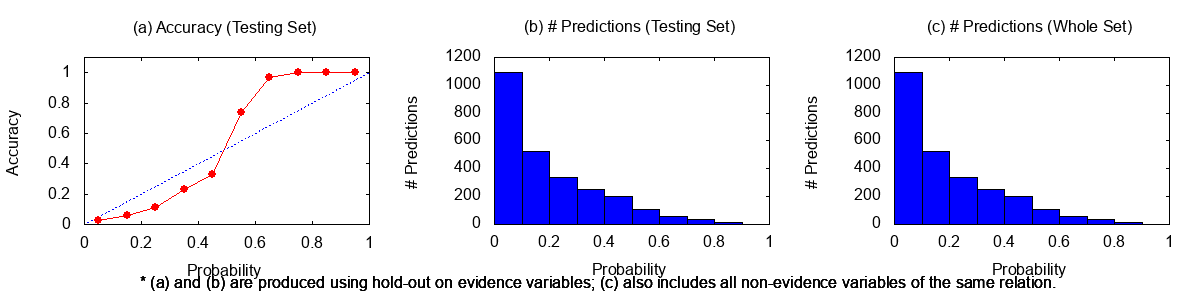 (a) Accuracy (Testing Set)
(b) # Predictions (Testing Set)
(c) # Predictions (Whole Set)
Accuracy
1
0.8
0.6
0.4
0.2
0
0 0.2 0.4 0.6 0.8 1
Probability
# Predictions
1200
1000
800
600
400
200
0
0 0.2 0.4 0.6 0.8 1
Probability
# Predictions
1200
1000
800
600
400
200
0
0 0.2 0.4 0.6 0.8 1
Probability
* (a) and (b) are produced using hold-out on evidence variables; (c) also includes all non-evidence variables of the same relation.